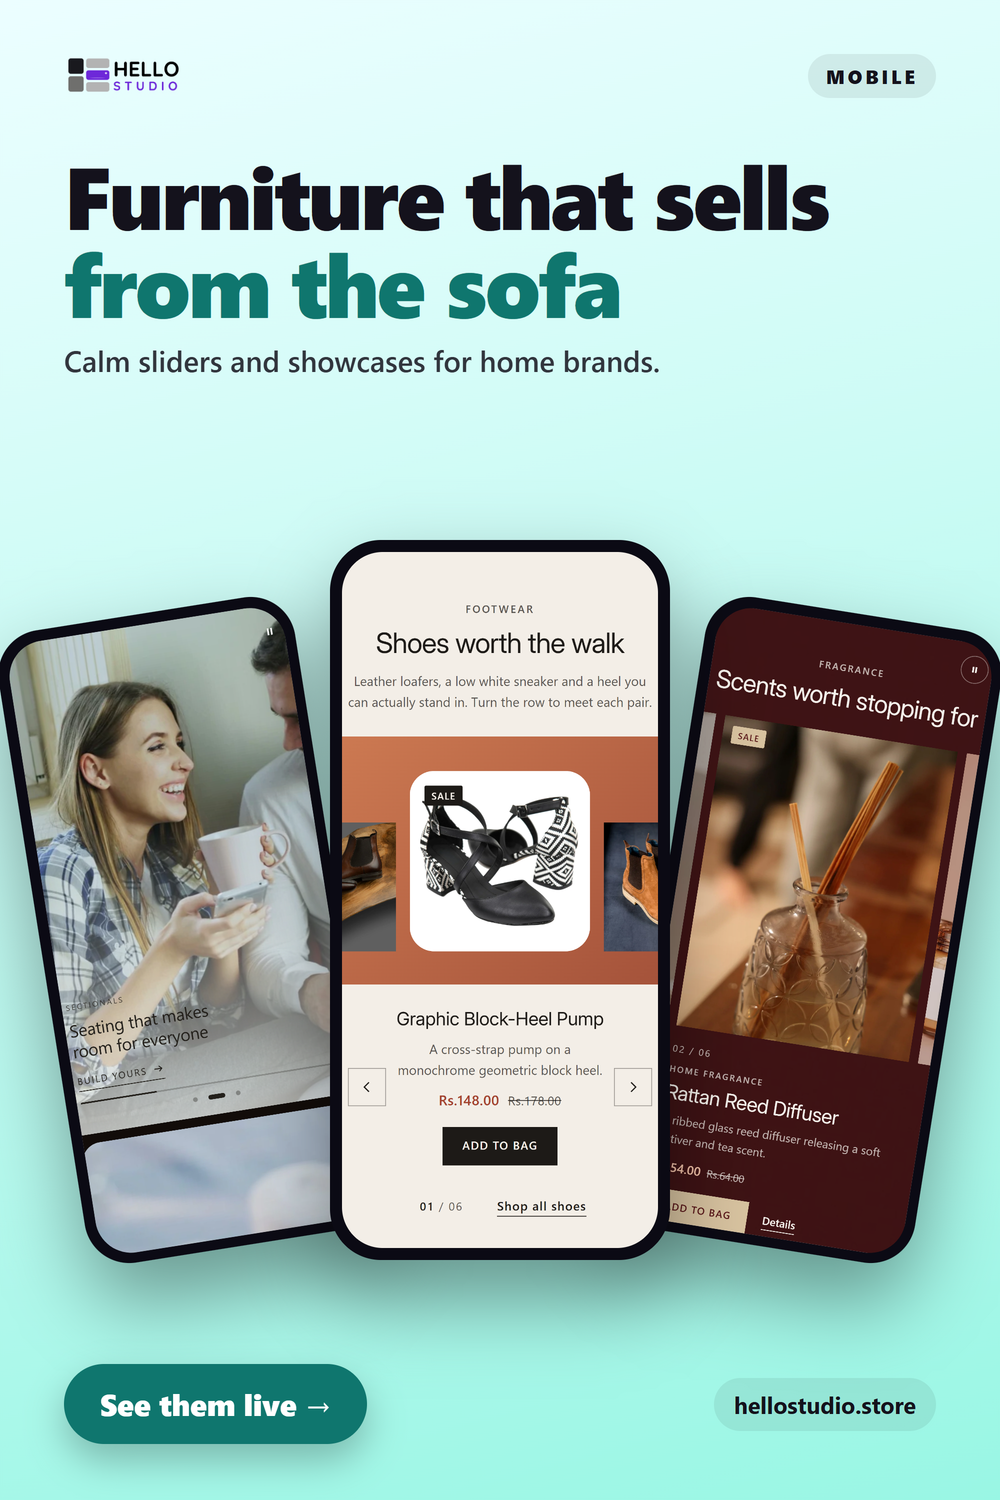 HELLO
STUDIO
MOBILE
Furniture that sells
from the sofa
Calm sliders and showcases for home brands.
SECTIONALS
Seating that makes
room for everyone
BUILD YOURS →
FOOTWEAR
Shoes worth the walk
Leather loafers, a low white sneaker and a heel you
can actually stand in. Turn the row to meet each pair.
SALE
Graphic Block-Heel Pump
A cross-strap pump on a
monochrome geometric block heel.
Rs.148.00 Rs.178.00
ADD TO BAG
01 / 06
Shop all shoes
FRAGRANCE
Scents worth stopping for
SALE
02 / 06
HOME FRAGRANCE
Rattan Reed Diffuser
ribbed glass reed diffuser releasing a soft
tiver and tea scent.
54.00 Rs.64.00
DD TO BAG
Details
See them live →
hellostudio.store